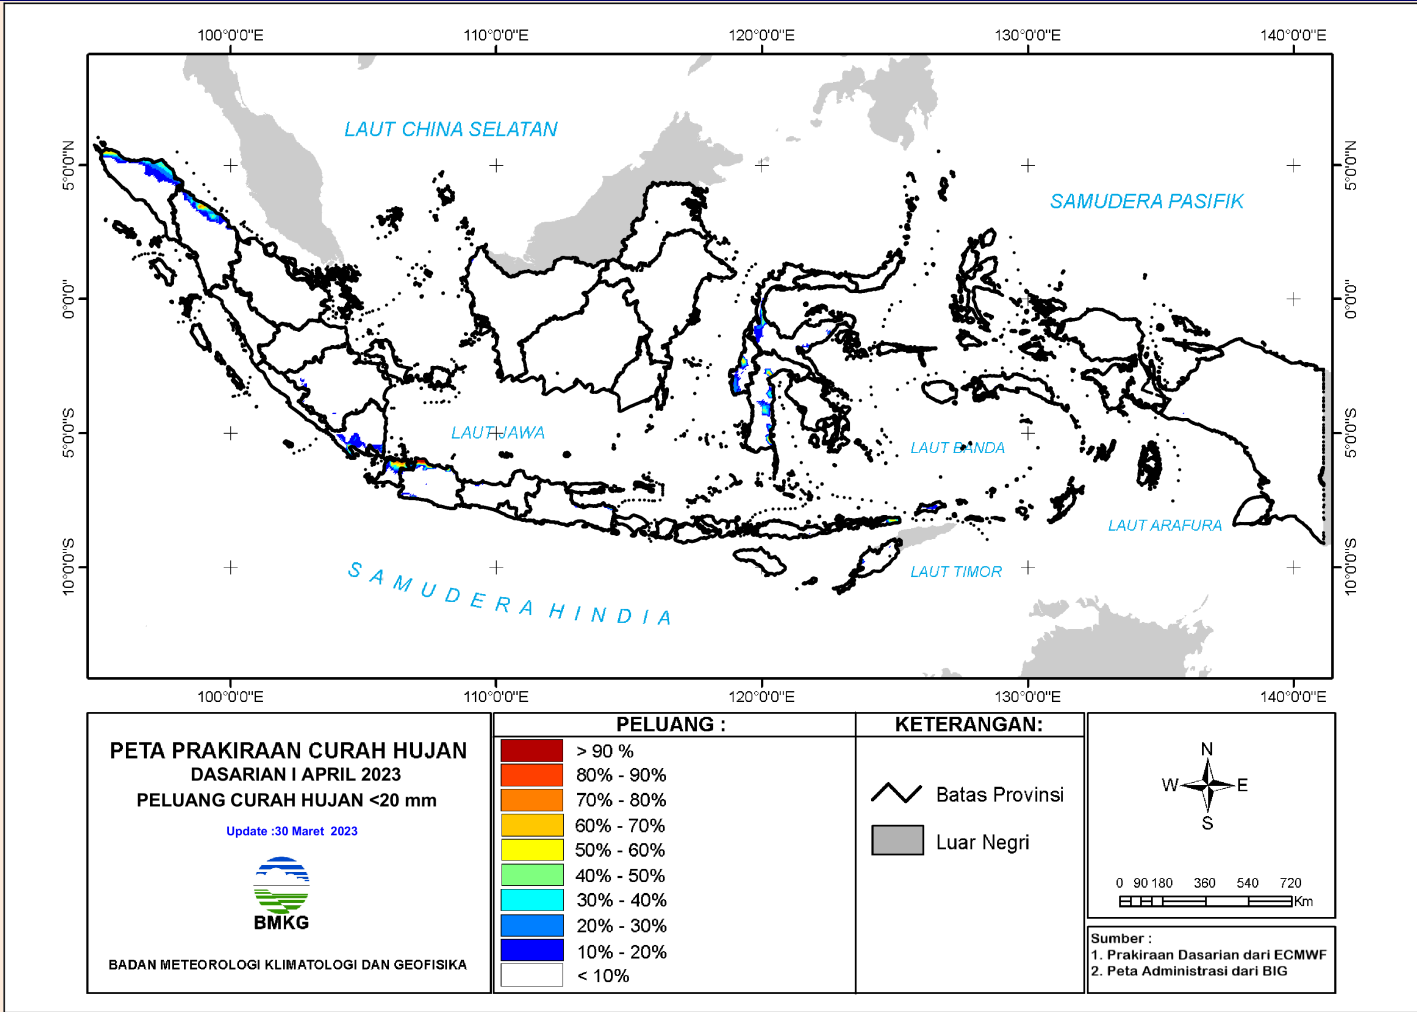 100°0'0"E 110°0'0"E 120°0'0"E 130°0'0"E 140°0'0"E
LAUT CHINA SELATAN
5°0'0"N 5°0'0"N
SAMUDERA PASIFIK
0°0'0" 0°0'0"
5°0'0"S 5°0'0"S
LAUT JAWA
LAUT BANDA
LAUT ARAFURA
10°0'0"S 10°0'0"S
LAUT TIMOR
SAMUDERA HINDIA
100°0'0"E 110°0'0"E 120°0'0"E 130°0'0"E 140°0'0"E
PETA PRAKIRAAN CURAH HUJAN
DASARIAN I APRIL 2023
PELUANG CURAH HUJAN <20 mm
Update :30 Maret 2023
BMKG
BADAN METEOROLOGI KLIMATOLOGI DAN GEOFISIKA
PELUANG :
> 90 %
80% - 90%
70% - 80%
60% - 70%
50% - 60%
40% - 50%
30% - 40%
20% - 30%
10% - 20%
< 10%
KETERANGAN:
Batas Provinsi
Luar Negri
N
W E
S
0 90 180 360 540 720
Km
Sumber :
1. Prakiraan Dasarian dari ECMWF
2. Peta Administrasi dari BIG